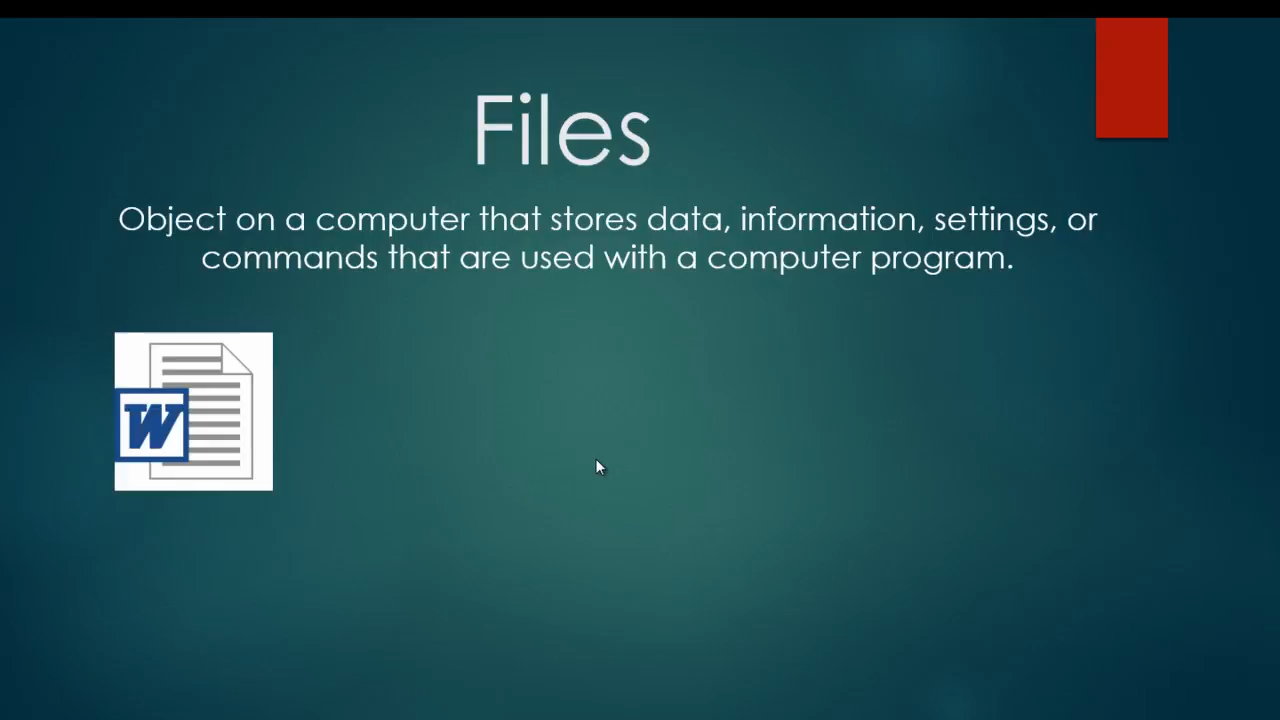 Files
Object on a computer that stores data, information, settings, or
commands that are used with a computer program.
W